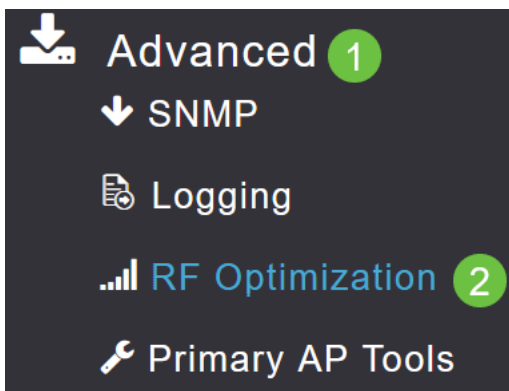 Advanced 1
SNMP
Logging
RF Optimization 2
Primary AP Tools